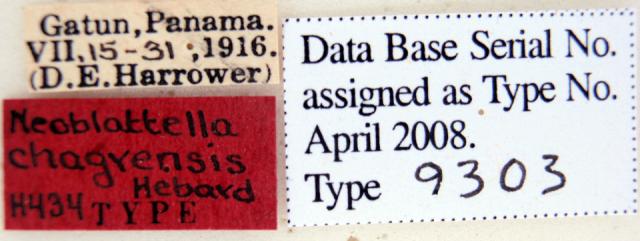 Gatun, Panama.
VII,15-31,1916.
(D.E.Harrower)
Neoblattella
chagrensis
Hebard
H434 TYPE
Data Base Serial No.
assigned as Type No.
April 2008.
Type 9303